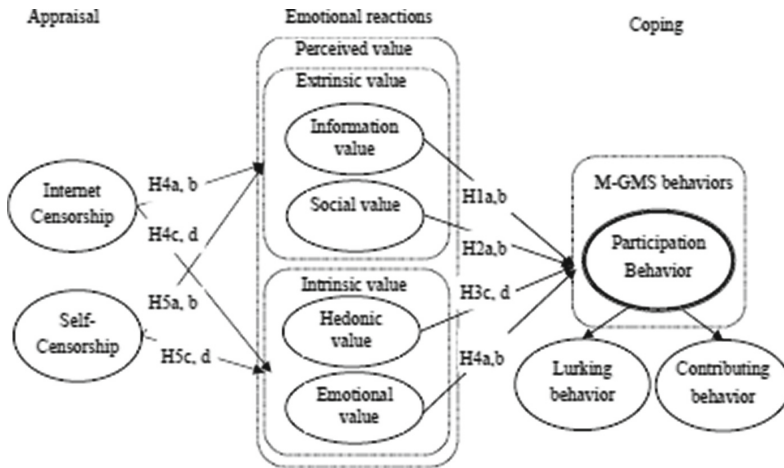 Appraisal
Emotional reactions
Coping
Perceived value
Extrinsic value
Information
value
Social value
Internet
Censorship
Self-
Censorship
H4a, b
H4c, d
H5a, b
H5c, d
Intrinsic value
Hedonic
value
Emotional
value
H1a,b
H2a,b
H3c, d
H4a,b
M-GMS behaviors
Participation
Behavior
Lurking
behavior
Contributing
behavior